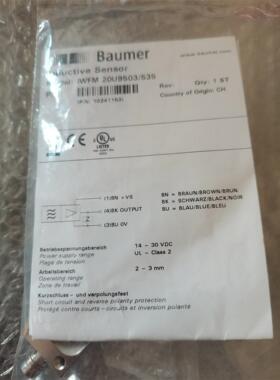 Baumer
www.baumer.com
Inductive Sensor
IWFM 20U9503/S35
Rev: Qty: 1 ST
Country of Origin: CH
CE
UL
LISTED
(1)BN +VS
(4)BK OUTPUT
Z
(3)BU 0V
BN = BRAUN/BROWN/BRUN
BK = SCHWARZ/BLACK/NOIR
BU = BLAU/BLUE/BLEU
Betriebsspannungsbereich
Power supply range
Plage de tension
14 - 30 VDC
UL - Class 2
Arbeitsbereich
Operating range
Zone de travail
2 - 3 mm
Kurzschluss - und verpolungsfest
Short circuit and reverse polarity protection
Protégé contre courts - circuits et inversion polarité